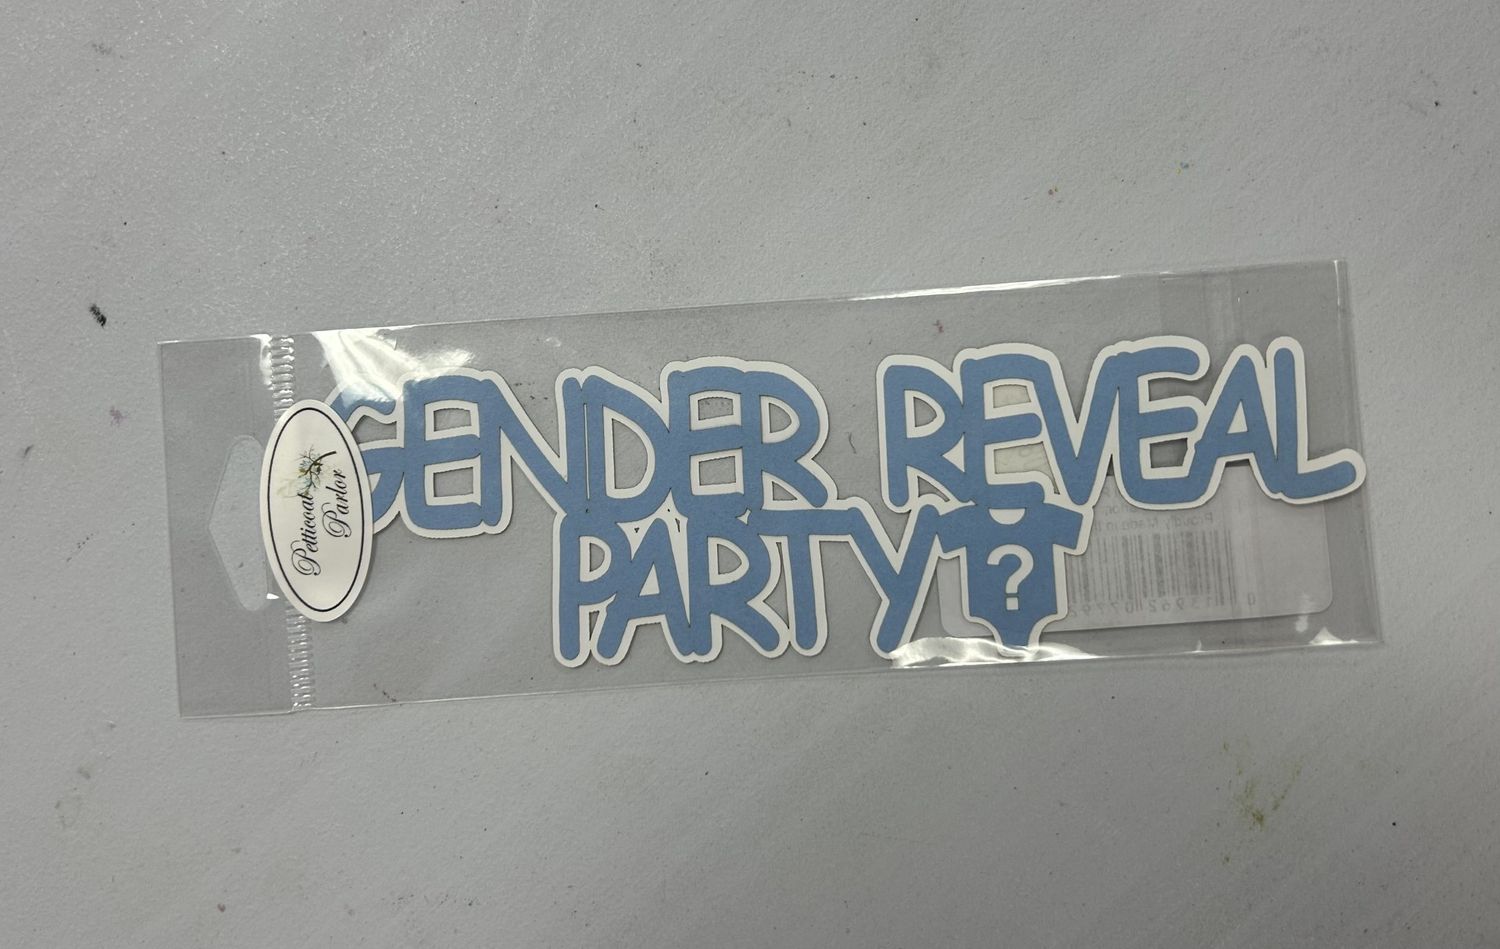 GENDER REVEAL
PARTY
?
Petticoat
Parlor